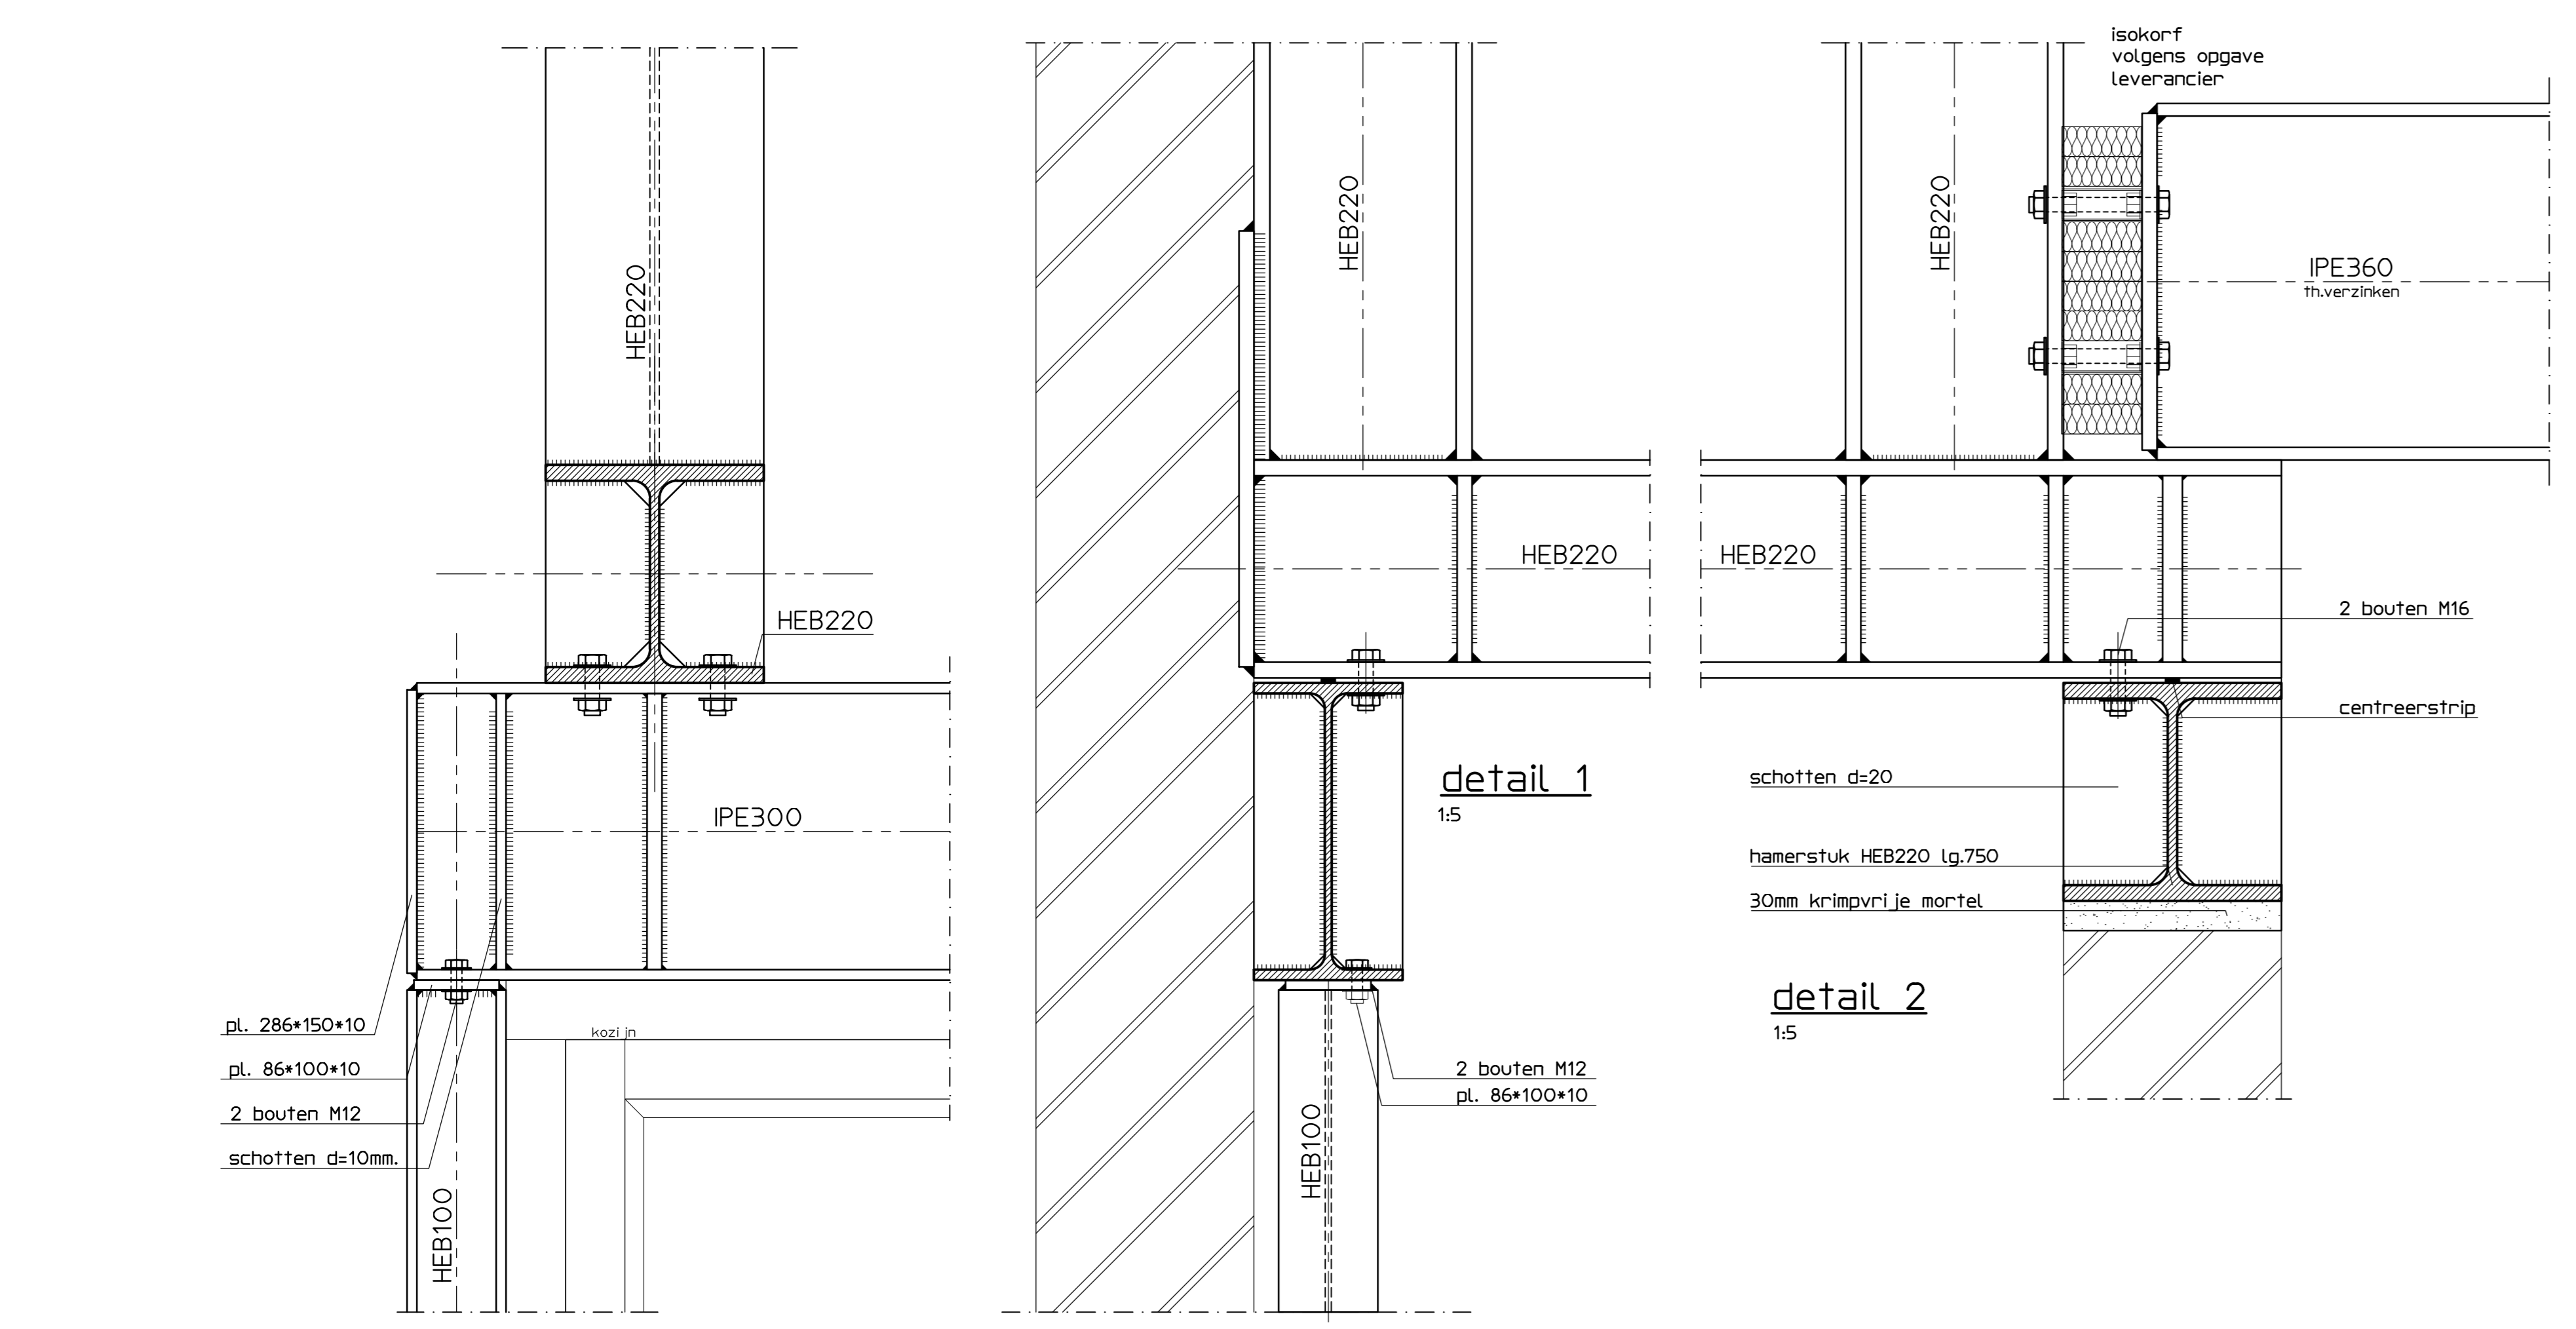 HEB220
HEB220
IPE300
pl. 286*150*10
pl. 86*100*10
2 bouten M12
schotten d=10mm.
HEB100
kozijn
HEB220
HEB220
detail 1
1:5
2 bouten M12
pl. 86*100*10
HEB100
isokorf
volgens opgave
leverancier
HEB220
IPE360
th.verzinken
HEB220
2 bouten M16
centreerstrip
schotten d=20
hamerstuk HEB220 lg.750
30mm krimpvrije mortel
detail 2
1:5